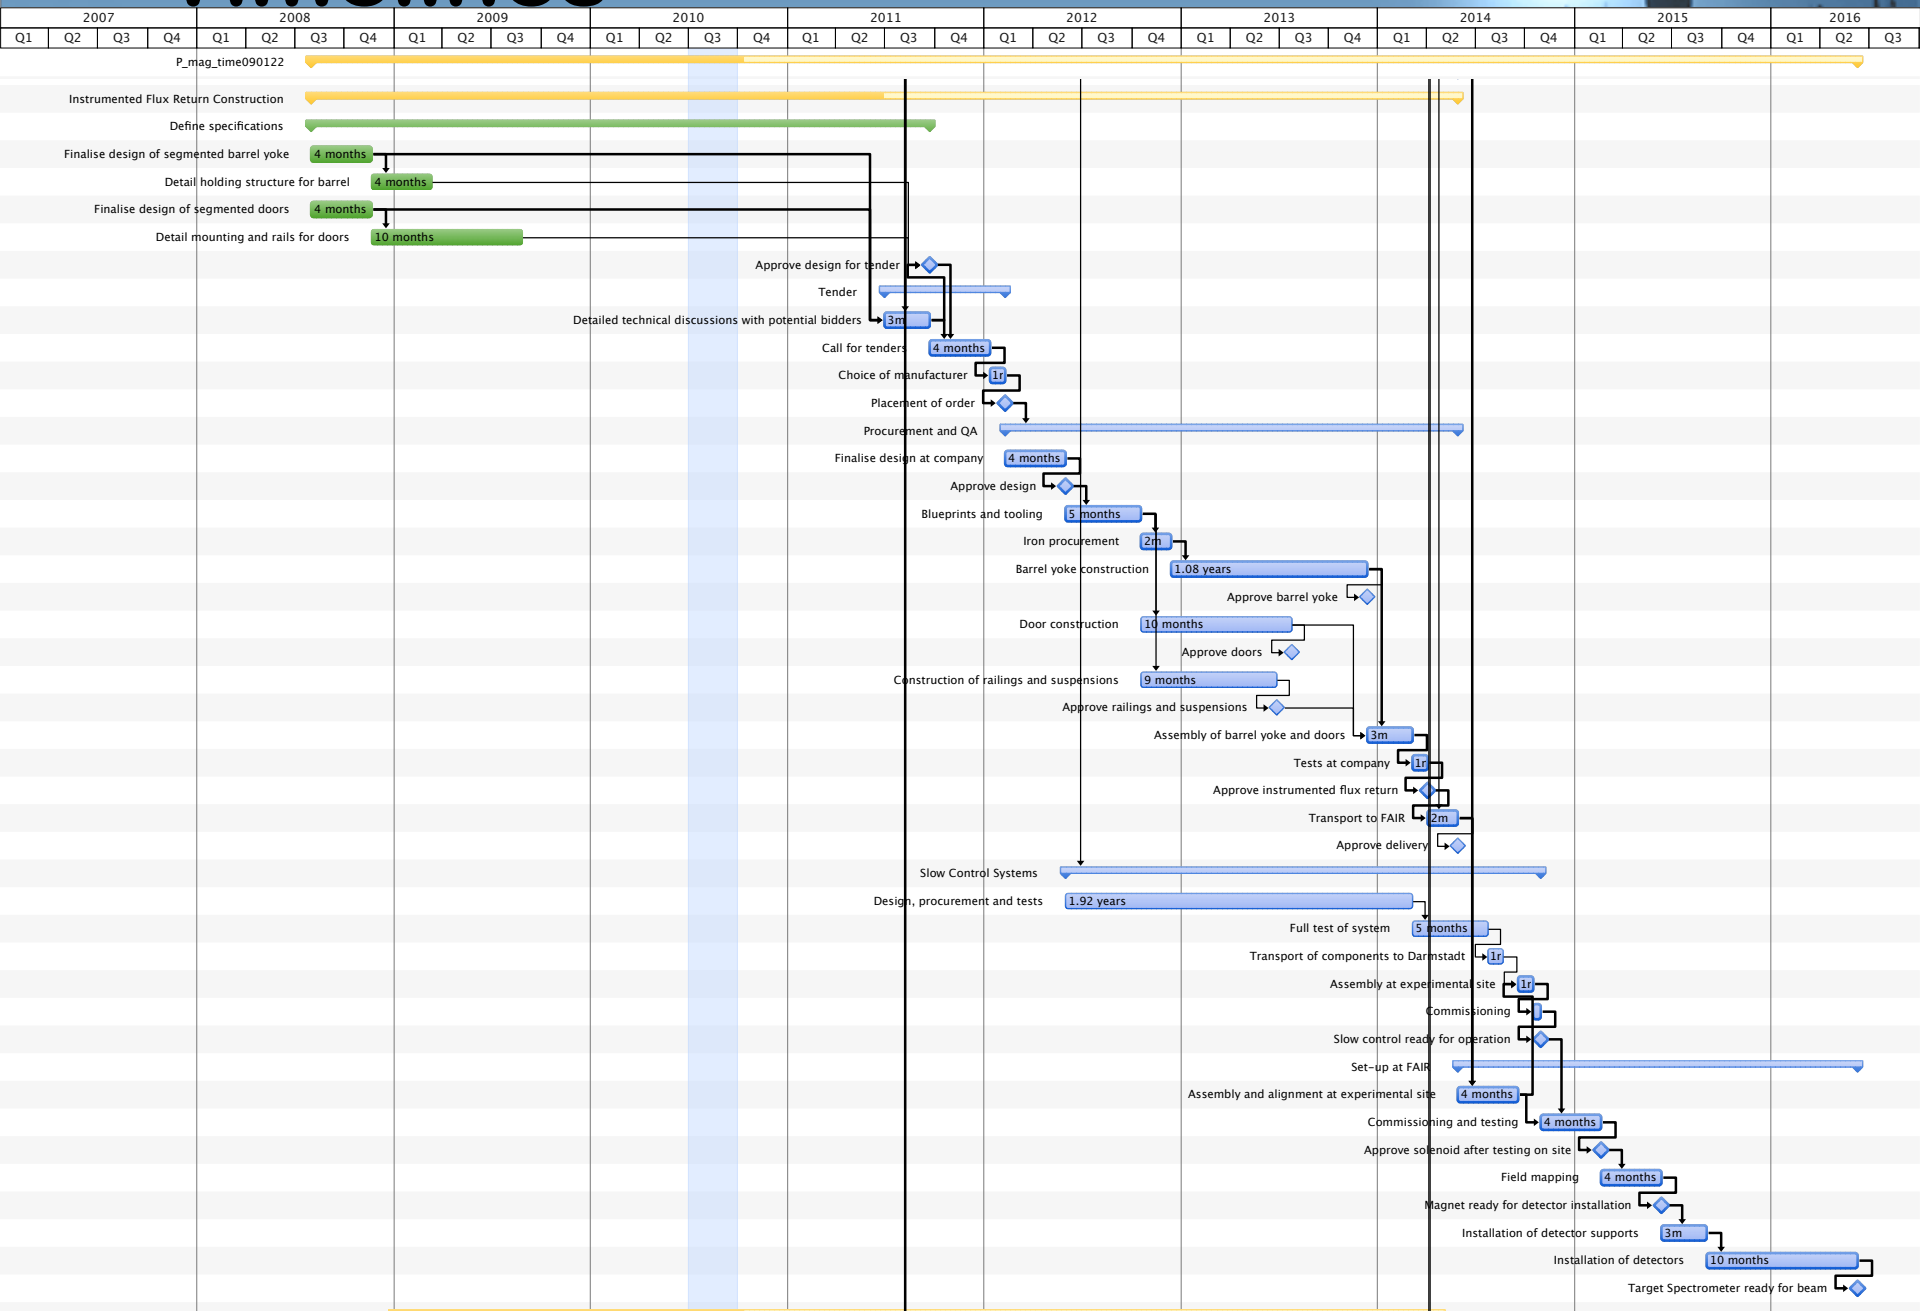 2007 2008 2009 2010 2011 2012 2013 2014 2015 2016
Q1 Q2 Q3 Q4 Q1 Q2 Q3 Q4 Q1 Q2 Q3 Q4 Q1 Q2 Q3 Q4 Q1 Q2 Q3 Q4 Q1 Q2 Q3 Q4 Q1 Q2 Q3 Q4 Q1 Q2 Q3 Q4 Q1 Q2 Q3 Q4 Q1 Q2 Q3
P_mag_time090122
Instrumented Flux Return Construction
Define specifications
Finalise design of segmented barrel yoke 4 months
Detail holding structure for barrel 4 months
Finalise design of segmented doors 4 months
Detail mounting and rails for doors 10 months
Approve design for tender
Tender
Detailed technical discussions with potential bidders 3m
Call for tenders 4 months
Choice of manufacturer 1r
Placement of order
Procurement and QA
Finalise design at company 4 months
Approve design
Blueprints and tooling 5 months
Iron procurement 2m
Barrel yoke construction 1.08 years
Approve barrel yoke
Door construction 10 months
Approve doors
Construction of railings and suspensions 9 months
Approve railings and suspensions
Assembly of barrel yoke and doors 3m
Tests at company 1r
Approve instrumented flux return
Transport to FAIR 2m
Approve delivery
Slow Control Systems
Design, procurement and tests 1.92 years
Full test of system 5 months
Transport of components to Darmstadt 1r
Assembly at experimental site 1r
Commissioning
Slow control ready for operation
Set-up at FAIR
Assembly and alignment at experimental site 4 months
Commissioning and testing 4 months
Approve solenoid after testing on site
Field mapping 4 months
Magnet ready for detector installation
Installation of detector supports 3m
Installation of detectors 10 months
Target Spectrometer ready for beam